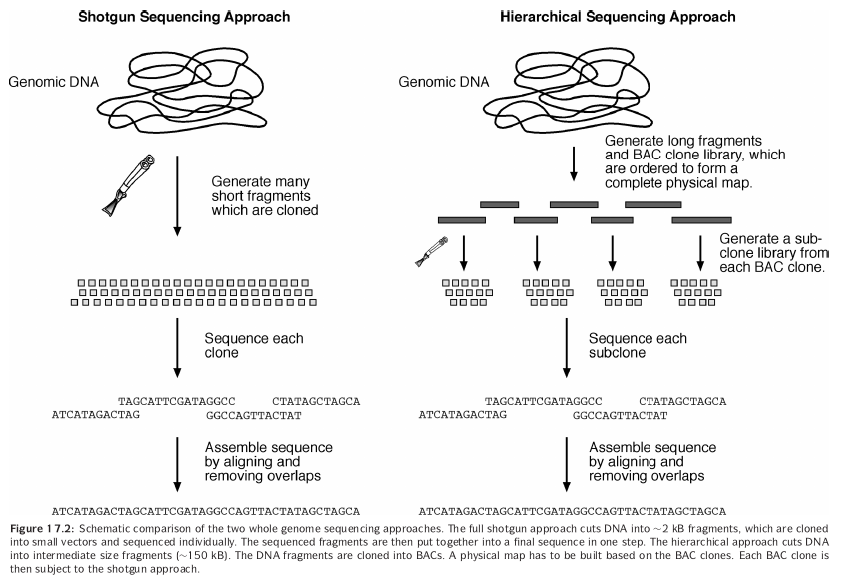 Shotgun Sequencing Approach
Genomic DNA
Generate many
short fragments
which are cloned
Sequence each
clone
TAGCATTCGATAGGCC CTATAGCTAGCA
ATCATAGACTAG GGCCAGTTACTAT
Assemble sequence
by aligning and
removing overlaps
ATCATAGACTAGCATTCGATAGGCCAGTTACTATAGCTAGCA
Hierarchical Sequencing Approach
Genomic DNA
Generate long fragments
and BAC clone library, which
are ordered to form a
complete physical map.
Generate a sub-
clone library from
each BAC clone.
Sequence each
subclone
TAGCATTCGATAGGCC CTATAGCTAGCA
ATCATAGACTAG GGCCAGTTACTAT
Assemble sequence
by aligning and
removing overlaps
ATCATAGACTAGCATTCGATAGGCCAGTTACTATAGCTAGCA
Figure 17.2: Schematic comparison of the two whole genome sequencing approaches. The full shotgun approach cuts DNA into ~2 kB fragments, which are cloned
into small vectors and sequenced individually. The sequenced fragments are then put together into a final sequence in one step. The hierarchical approach cuts DNA
into intermediate size fragments (~150 kB). The DNA fragments are cloned into BACs. A physical map has to be built based on the BAC clones. Each BAC clone is
then subject to the shotgun approach.